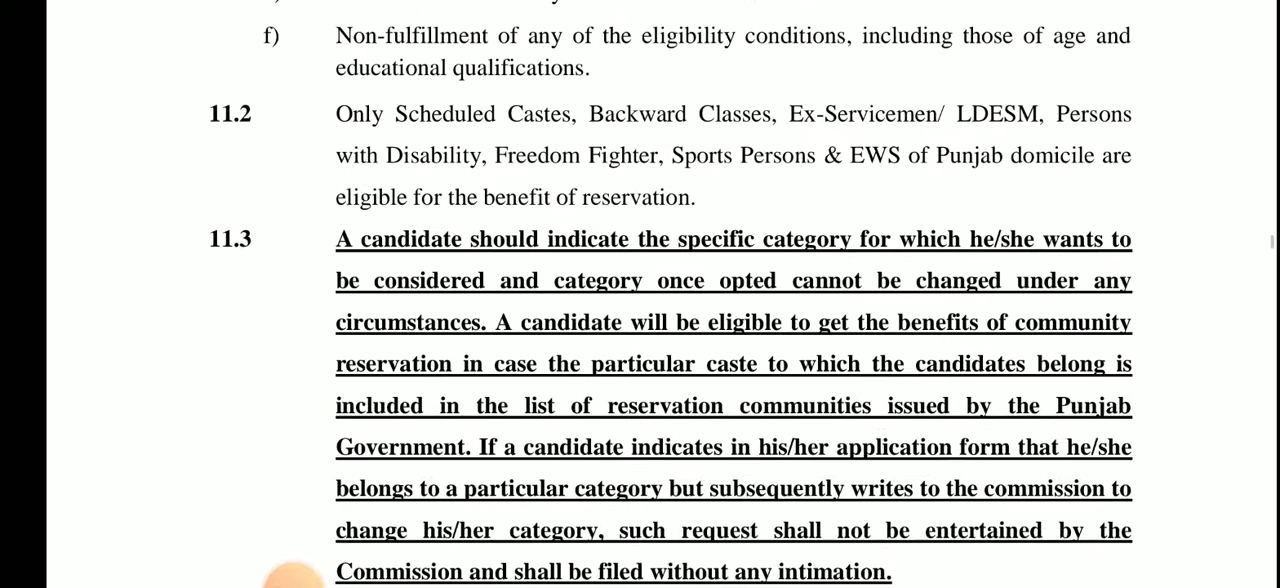 f) Non-fulfillment of any of the eligibility conditions, including those of age and
educational qualifications.
11.2 Only Scheduled Castes, Backward Classes, Ex-Servicemen/ LDESM, Persons
with Disability, Freedom Fighter, Sports Persons & EWS of Punjab domicile are
eligible for the benefit of reservation.
11.3 A candidate should indicate the specific category for which he/she wants to
be considered and category once opted cannot be changed under any
circumstances. A candidate will be eligible to get the benefits of community
reservation in case the particular caste to which the candidates belong is
included in the list of reservation communities issued by the Punjab
Government. If a candidate indicates in his/her application form that he/she
belongs to a particular category but subsequently writes to the commission to
change his/her category, such request shall not be entertained by the
Commission and shall be filed without any intimation.